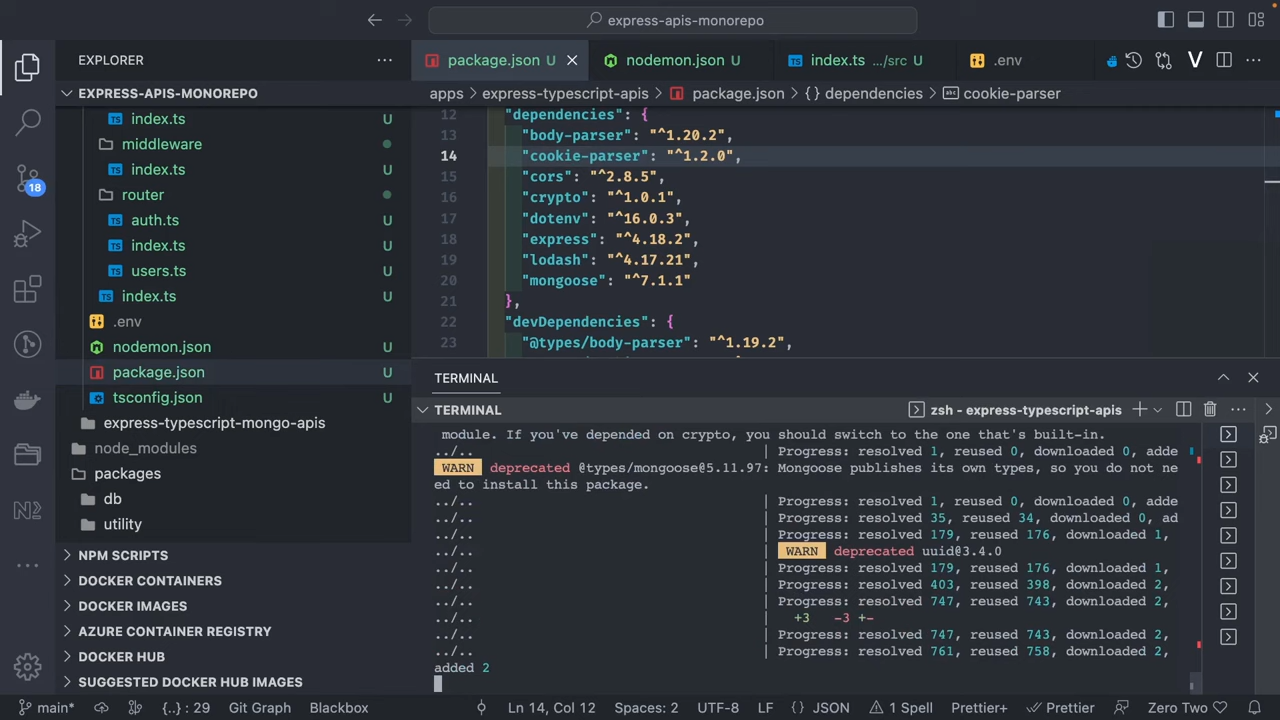 express-apis-monorepo
EXPLORER
package.json U
nodemon.json U
index.ts .../src U
.env
EXPRESS-APIS-MONOREPO
apps
express-typescript-apis
package.json
{} dependencies
abc
cookie-parser
TS index.ts U
middleware
TS index.ts U
router
TS auth.ts U
TS index.ts U
TS users.ts U
TS index.ts U
.env U
nodemon.json U
package.json U
tsconfig.json U
express-typescript-mongo-apis
node_modules
packages
db
utility
NPM SCRIPTS
DOCKER CONTAINERS
DOCKER IMAGES
AZURE CONTAINER REGISTRY
DOCKER HUB
SUGGESTED DOCKER HUB IMAGES
18
12 "dependencies": {
13 "body-parser": "^1.20.2",
14 "cookie-parser": "^1.2.0",
15 "cors": "^2.8.5",
16 "crypto": "^1.0.1",
17 "dotenv": "^16.0.3",
18 "express": "^4.18.2",
19 "lodash": "^4.17.21",
20 "mongoose": "^7.1.1"
21 },
22 "devDependencies": {
23 "@types/body-parser": "^1.19.2",
TERMINAL
TERMINAL
zsh - express-typescript-apis
module. If you've depended on crypto, you should switch to the one that's built-in.
../.. | Progress: resolved 1, reused 0, downloaded 0, adde
WARN deprecated @types/mongoose@5.11.97: Mongoose publishes its own types, so you do not ne
ed to install this package.
../.. | Progress: resolved 1, reused 0, downloaded 0, adde
../.. | Progress: resolved 35, reused 34, downloaded 0, ad
../.. | Progress: resolved 179, reused 176, downloaded 1,
../.. | WARN deprecated uuid@3.4.0
../.. | Progress: resolved 179, reused 176, downloaded 1,
../.. | Progress: resolved 403, reused 398, downloaded 2,
../.. | Progress: resolved 747, reused 743, downloaded 2,
../.. | +3 -3 +-
../.. | Progress: resolved 747, reused 743, downloaded 2,
../.. | Progress: resolved 761, reused 758, downloaded 2,
added 2
main*
{..} : 29
Git Graph
Blackbox
Ln 14, Col 12
Spaces: 2
UTF-8
LF
{} JSON
1 Spell
Prettier+
Prettier
Zero Two